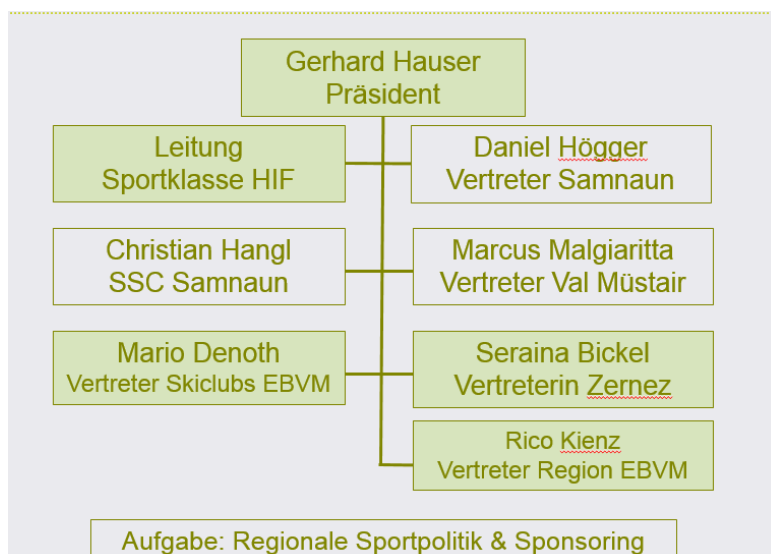 Gerhard Hauser
Präsident
Leitung
Sportklasse HIF
Daniel Högger
Vertreter Samnaun
Christian Hangl
SSC Samnaun
Marcus Malgiaritta
Vertreter Val Müstair
Mario Denoth
Vertreter Skiclubs EBVM
Seraina Bickel
Vertreterin Zernez
Rico Kienz
Vertreter Region EBVM
Aufgabe: Regionale Sportpolitik & Sponsoring